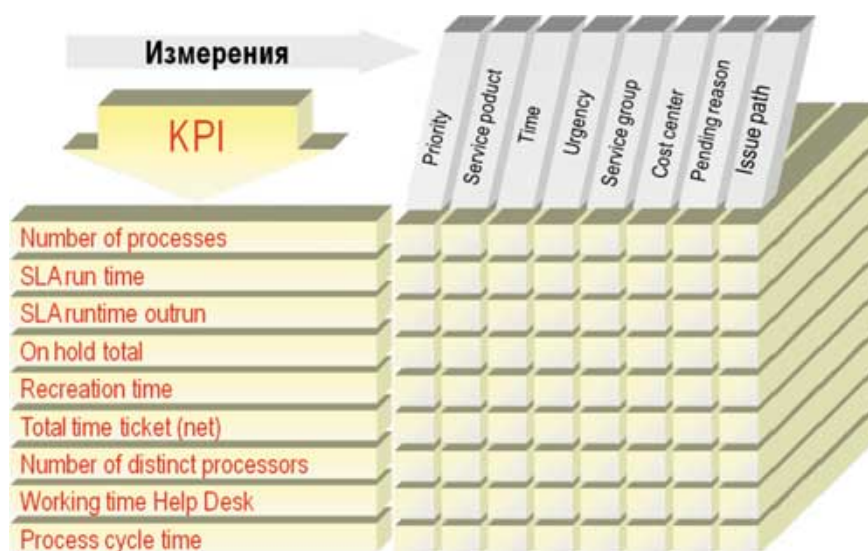 Измерения
KPI
Priority
Service poduct
Time
Urgency
Service group
Cost center
Pending reason
Issue path
Number of processes
SLA run time
SLA runtime outrun
On hold total
Recreation time
Total time ticket (net)
Number of distinct processors
Working time Help Desk
Process cycle time